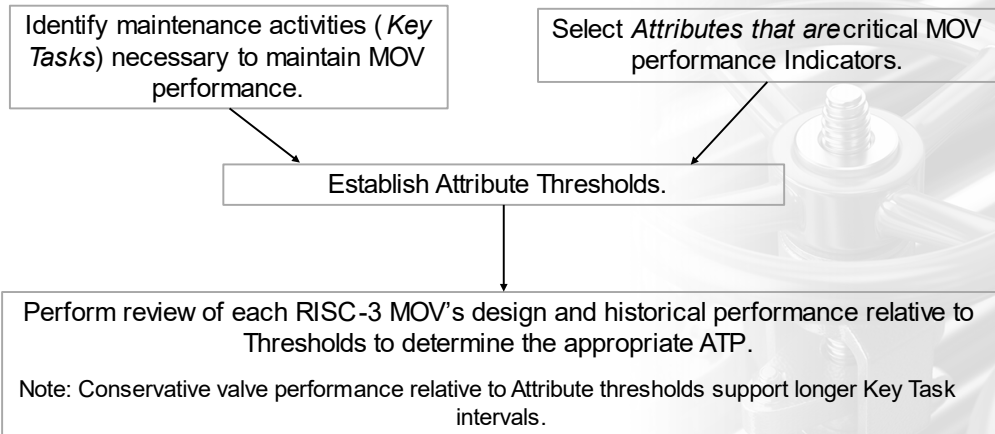 Identify maintenance activities (Key
Tasks) necessary to maintain MOV
performance.
Select Attributes that are critical MOV
performance Indicators.
Establish Attribute Thresholds.
Perform review of each RISC-3 MOV's design and historical performance relative to
Thresholds to determine the appropriate ATP.
Note: Conservative valve performance relative to Attribute thresholds support longer Key Task
intervals.